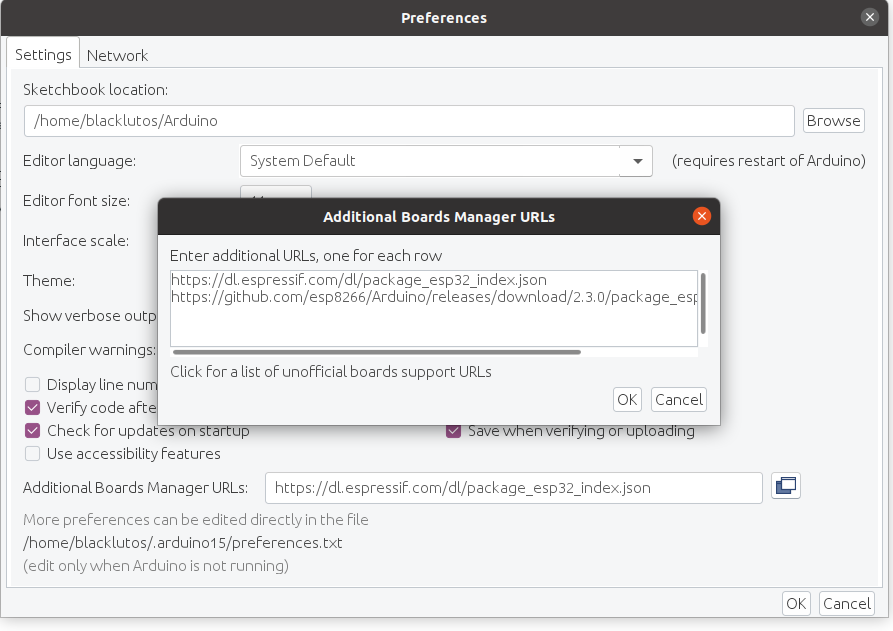 Preferences
Settings Network
Sketchbook location:
/home/blacklutos/Arduino Browse
Editor language: System Default (requires restart of Arduino)
Editor font size:
Additional Boards Manager URLs
Interface scale:
Enter additional URLs, one for each row
https://dl.espressif.com/dl/package_esp32_index.json
https://github.com/esp8266/Arduino/releases/download/2.3.0/package_esp
Theme:
Show verbose outp
Compiler warnings:
Click for a list of unofficial boards support URLs
OK Cancel
Display line num
Verify code afte
Check for updates on startup Save when verifying or uploading
Use accessibility features
Additional Boards Manager URLs: https://dl.espressif.com/dl/package_esp32_index.json
More preferences can be edited directly in the file
/home/blacklutos/.arduino15/preferences.txt
(edit only when Arduino is not running)
OK Cancel